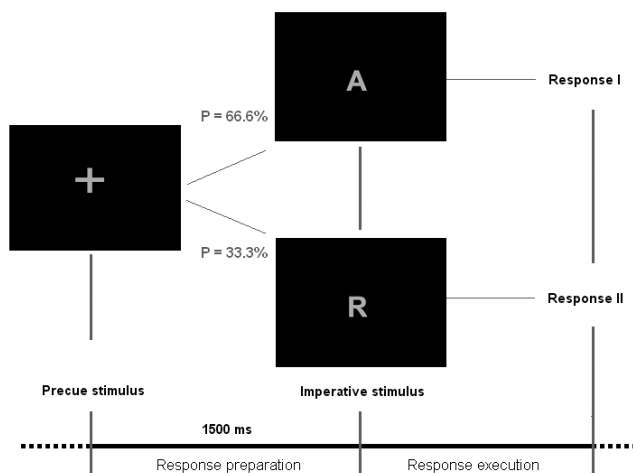 A
Response I
P = 66.6%
+
P = 33.3%
R
Response II
Precue stimulus
Imperative stimulus
1500 ms
Response preparation
Response execution